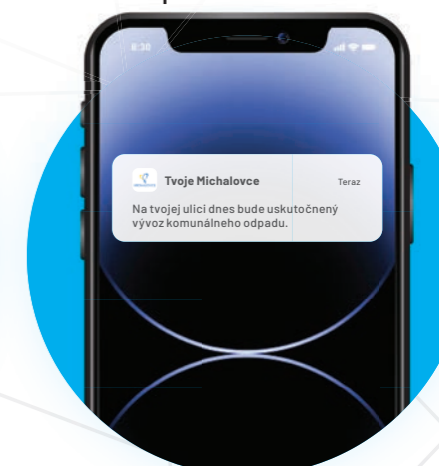 8:30
Tvoje Michalovce
Teraz
Na tvojej ulici dnes bude uskutočnený
vývoz komunálneho odpadu.